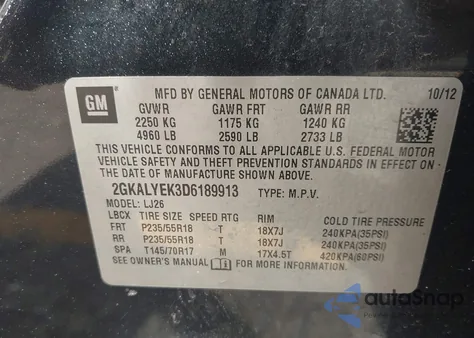 MFD BY GENERAL MOTORS OF CANADA LTD. 10/12
GM
GVWR GAWR FRT GAWR RR
2250 KG 1175 KG 1240 KG
4960 LB 2590 LB 2733 LB
THIS VEHICLE CONFORMS TO ALL APPLICABLE U.S. FEDERAL MOTOR
VEHICLE SAFETY AND THEFT PREVENTION STANDARDS IN EFFECT ON
THE DATE OF MANUFACTURE SHOWN ABOVE.
2GKALYEK3D6189913 TYPE: M.P.V.
MODEL: LJ26
LBCX TIRE SIZE SPEED RTG RIM COLD TIRE PRESSURE
FRT P235/55R18 T 18X7J 240KPA(35PSI)
RR P235/55R18 T 18X7J 240KPA(35PSI)
SPA T145/70R17 M 17X4.5T 420KPA(60PSI)
SEE OWNER'S MANUAL FOR MORE INFORMATION
autoSnap